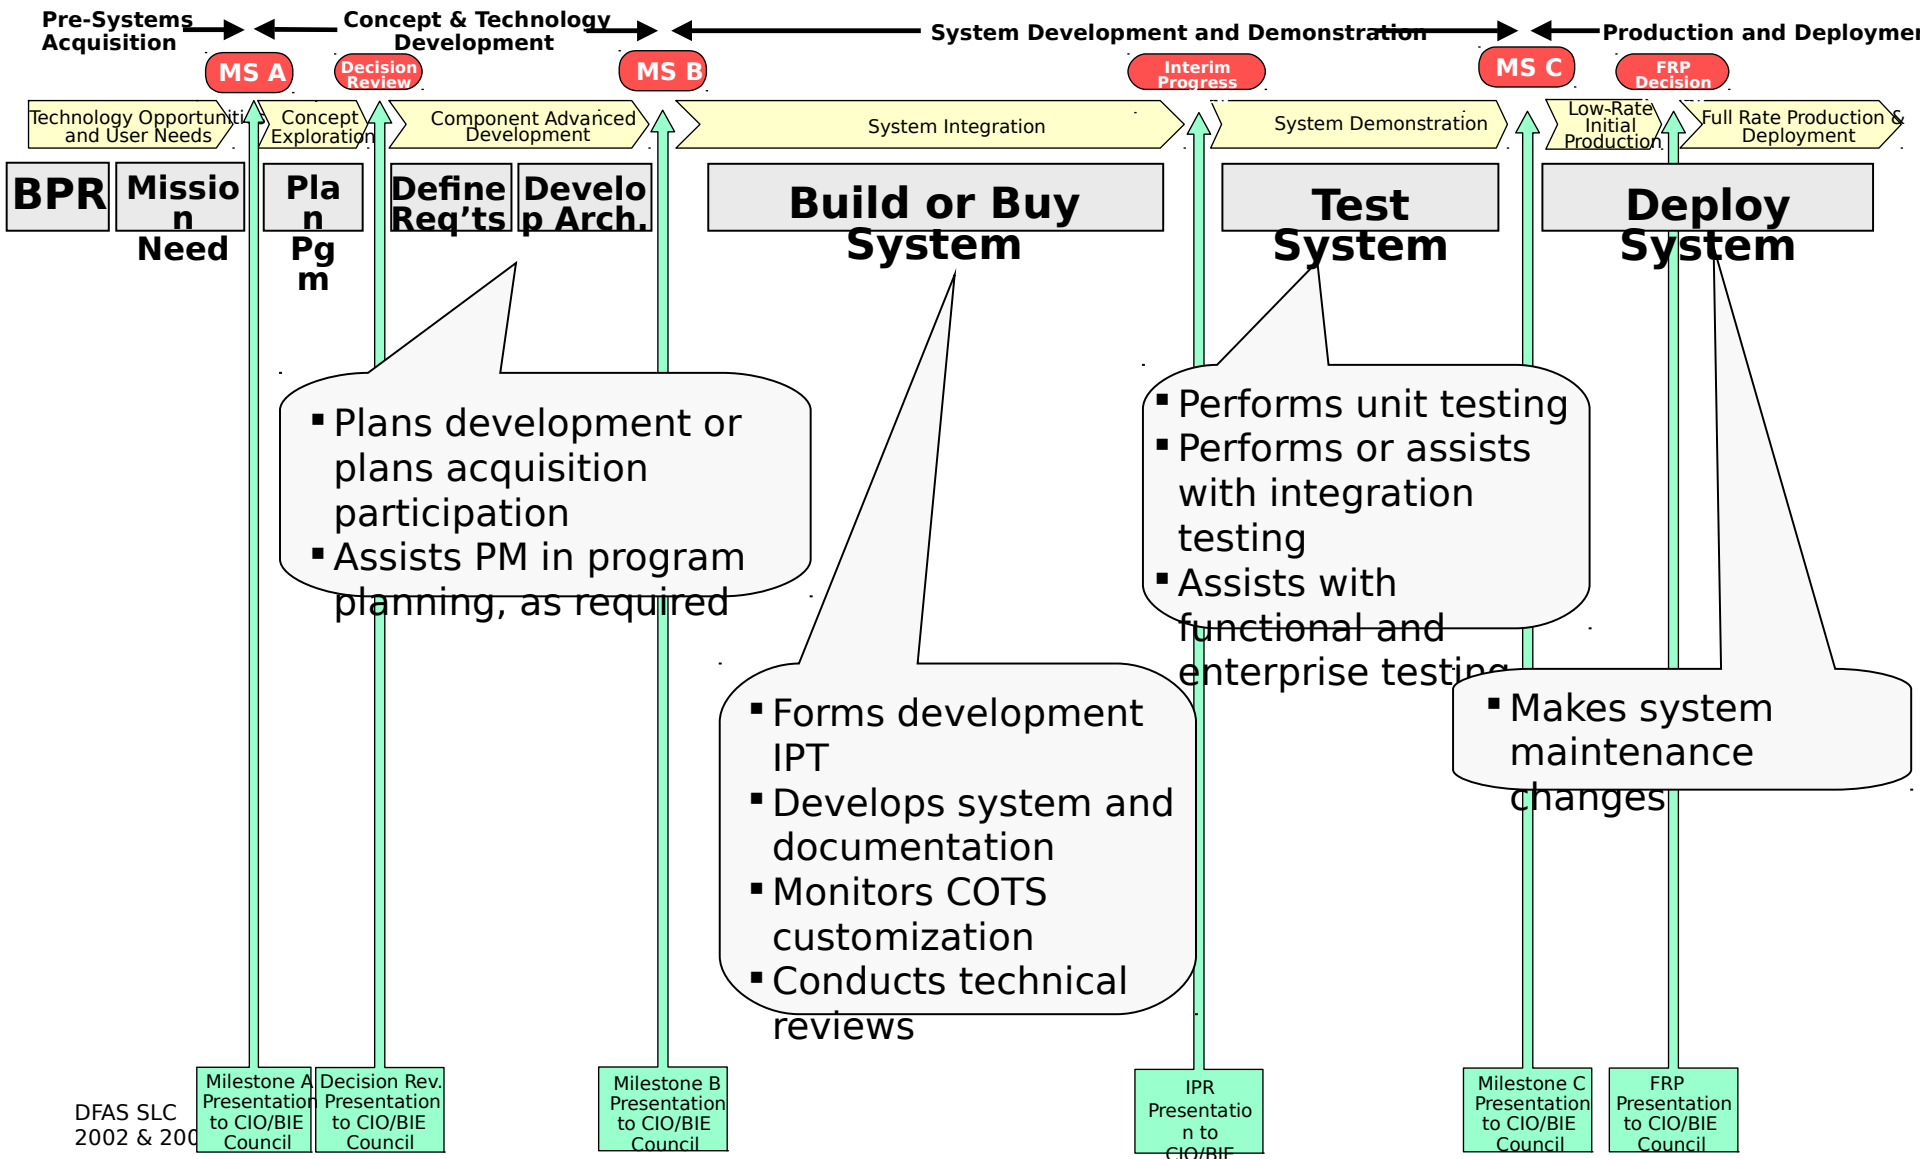 Pre-Systems
Acquisition
Concept & Technology
Development
System Development and Demonstration
Production and Deploymen
MS A
Decision
Review
MS B
Interim
Progress
MS C
FRP
Decision
Technology Opportuniti
and User Needs
Concept
Exploration
Component Advanced
Development
System Integration
System Demonstration
Low-Rate
Initial
Production
Full Rate Production &
Deployment
BPR
Missio
n
Need
Pla
n
Pg
m
Define
Req’ts
Develo
p Arch.
Build or Buy
System
Test
System
Deploy
System
▪ Plans development or
plans acquisition
participation
▪ Assists PM in program
planning, as required
▪ Performs unit testing
▪ Performs or assists
with integration
testing
▪ Assists with
functional and
enterprise testing
▪ Forms development
IPT
▪ Develops system and
documentation
▪ Monitors COTS
customization
▪ Conducts technical
reviews
▪ Makes system
maintenance
changes
DFAS SLC
2002 & 200
Milestone A
Presentation
to CIO/BIE
Council
Decision Rev.
Presentation
to CIO/BIE
Council
Milestone B
Presentation
to CIO/BIE
Council
IPR
Presentatio
n to
CIO/BIE
Milestone C
Presentation
to CIO/BIE
Council
FRP
Presentation
to CIO/BIE
Council